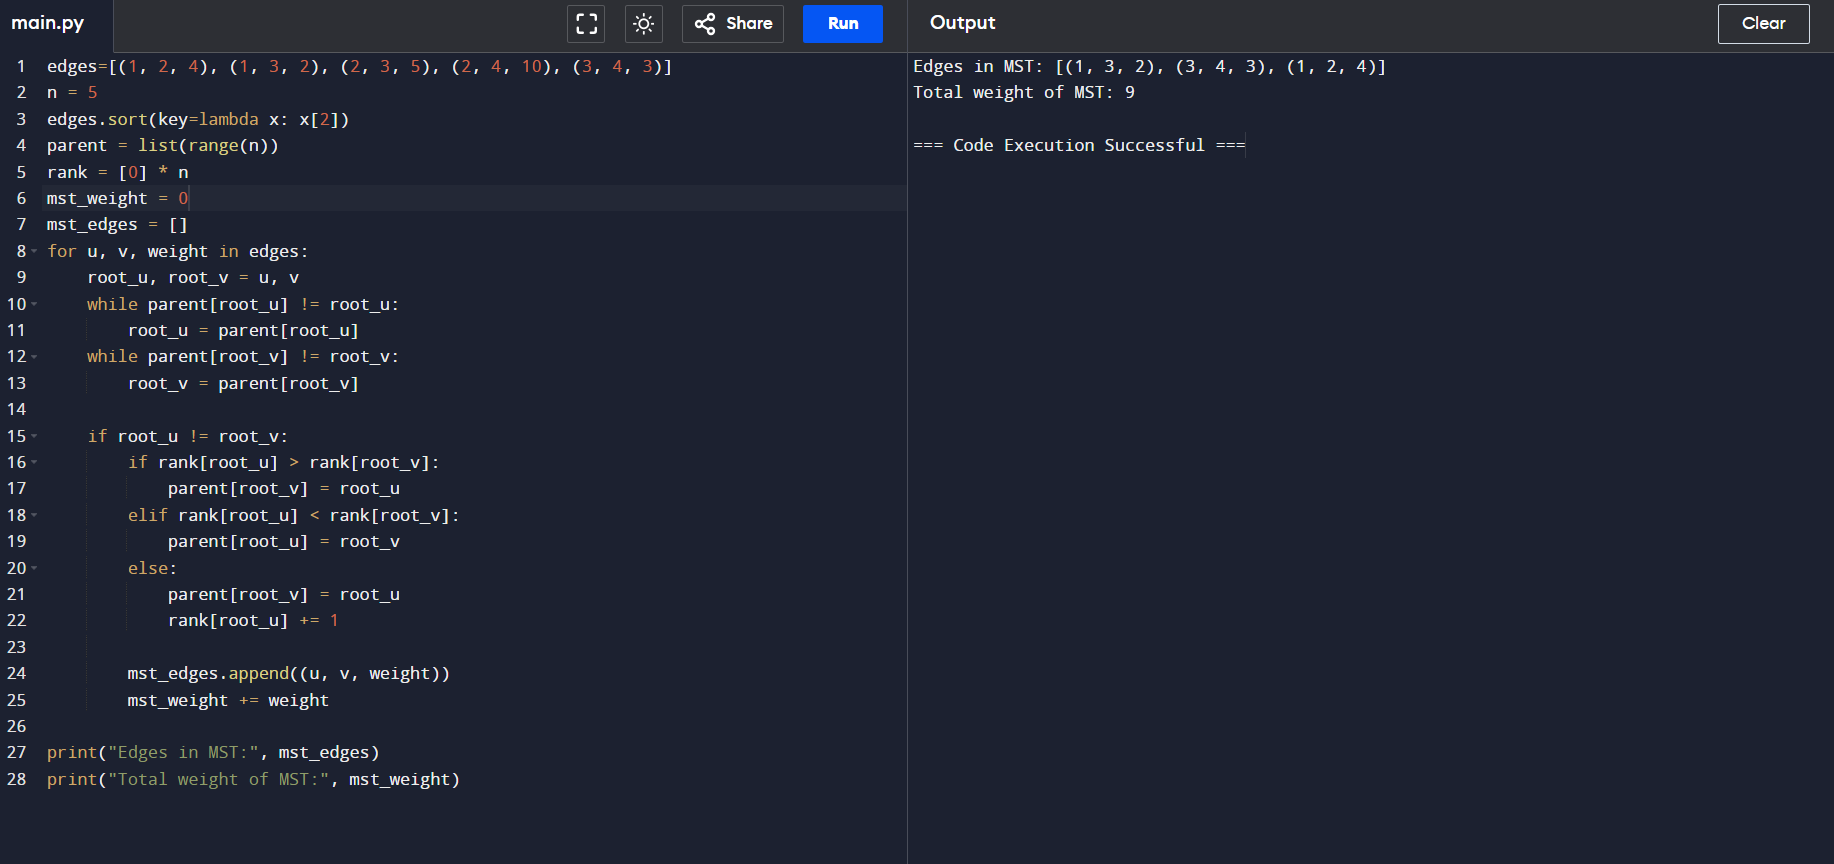 main.py
Share
Run
Output
Clear
1 edges=[(1, 2, 4), (1, 3, 2), (2, 3, 5), (2, 4, 10), (3, 4, 3)]
2 n = 5
3 edges.sort(key=lambda x: x[2])
4 parent = list(range(n))
5 rank = [0] * n
6 mst_weight = 0
7 mst_edges = []
8 for u, v, weight in edges:
9     root_u, root_v = u, v
10     while parent[root_u] != root_u:
11         root_u = parent[root_u]
12     while parent[root_v] != root_v:
13         root_v = parent[root_v]
14
15     if root_u != root_v:
16         if rank[root_u] > rank[root_v]:
17             parent[root_v] = root_u
18         elif rank[root_u] < rank[root_v]:
19             parent[root_u] = root_v
20         else:
21             parent[root_v] = root_u
22             rank[root_u] += 1
23
24         mst_edges.append((u, v, weight))
25         mst_weight += weight
26
27 print("Edges in MST:", mst_edges)
28 print("Total weight of MST:", mst_weight)
Edges in MST: [(1, 3, 2), (3, 4, 3), (1, 2, 4)]
Total weight of MST: 9
=== Code Execution Successful ===